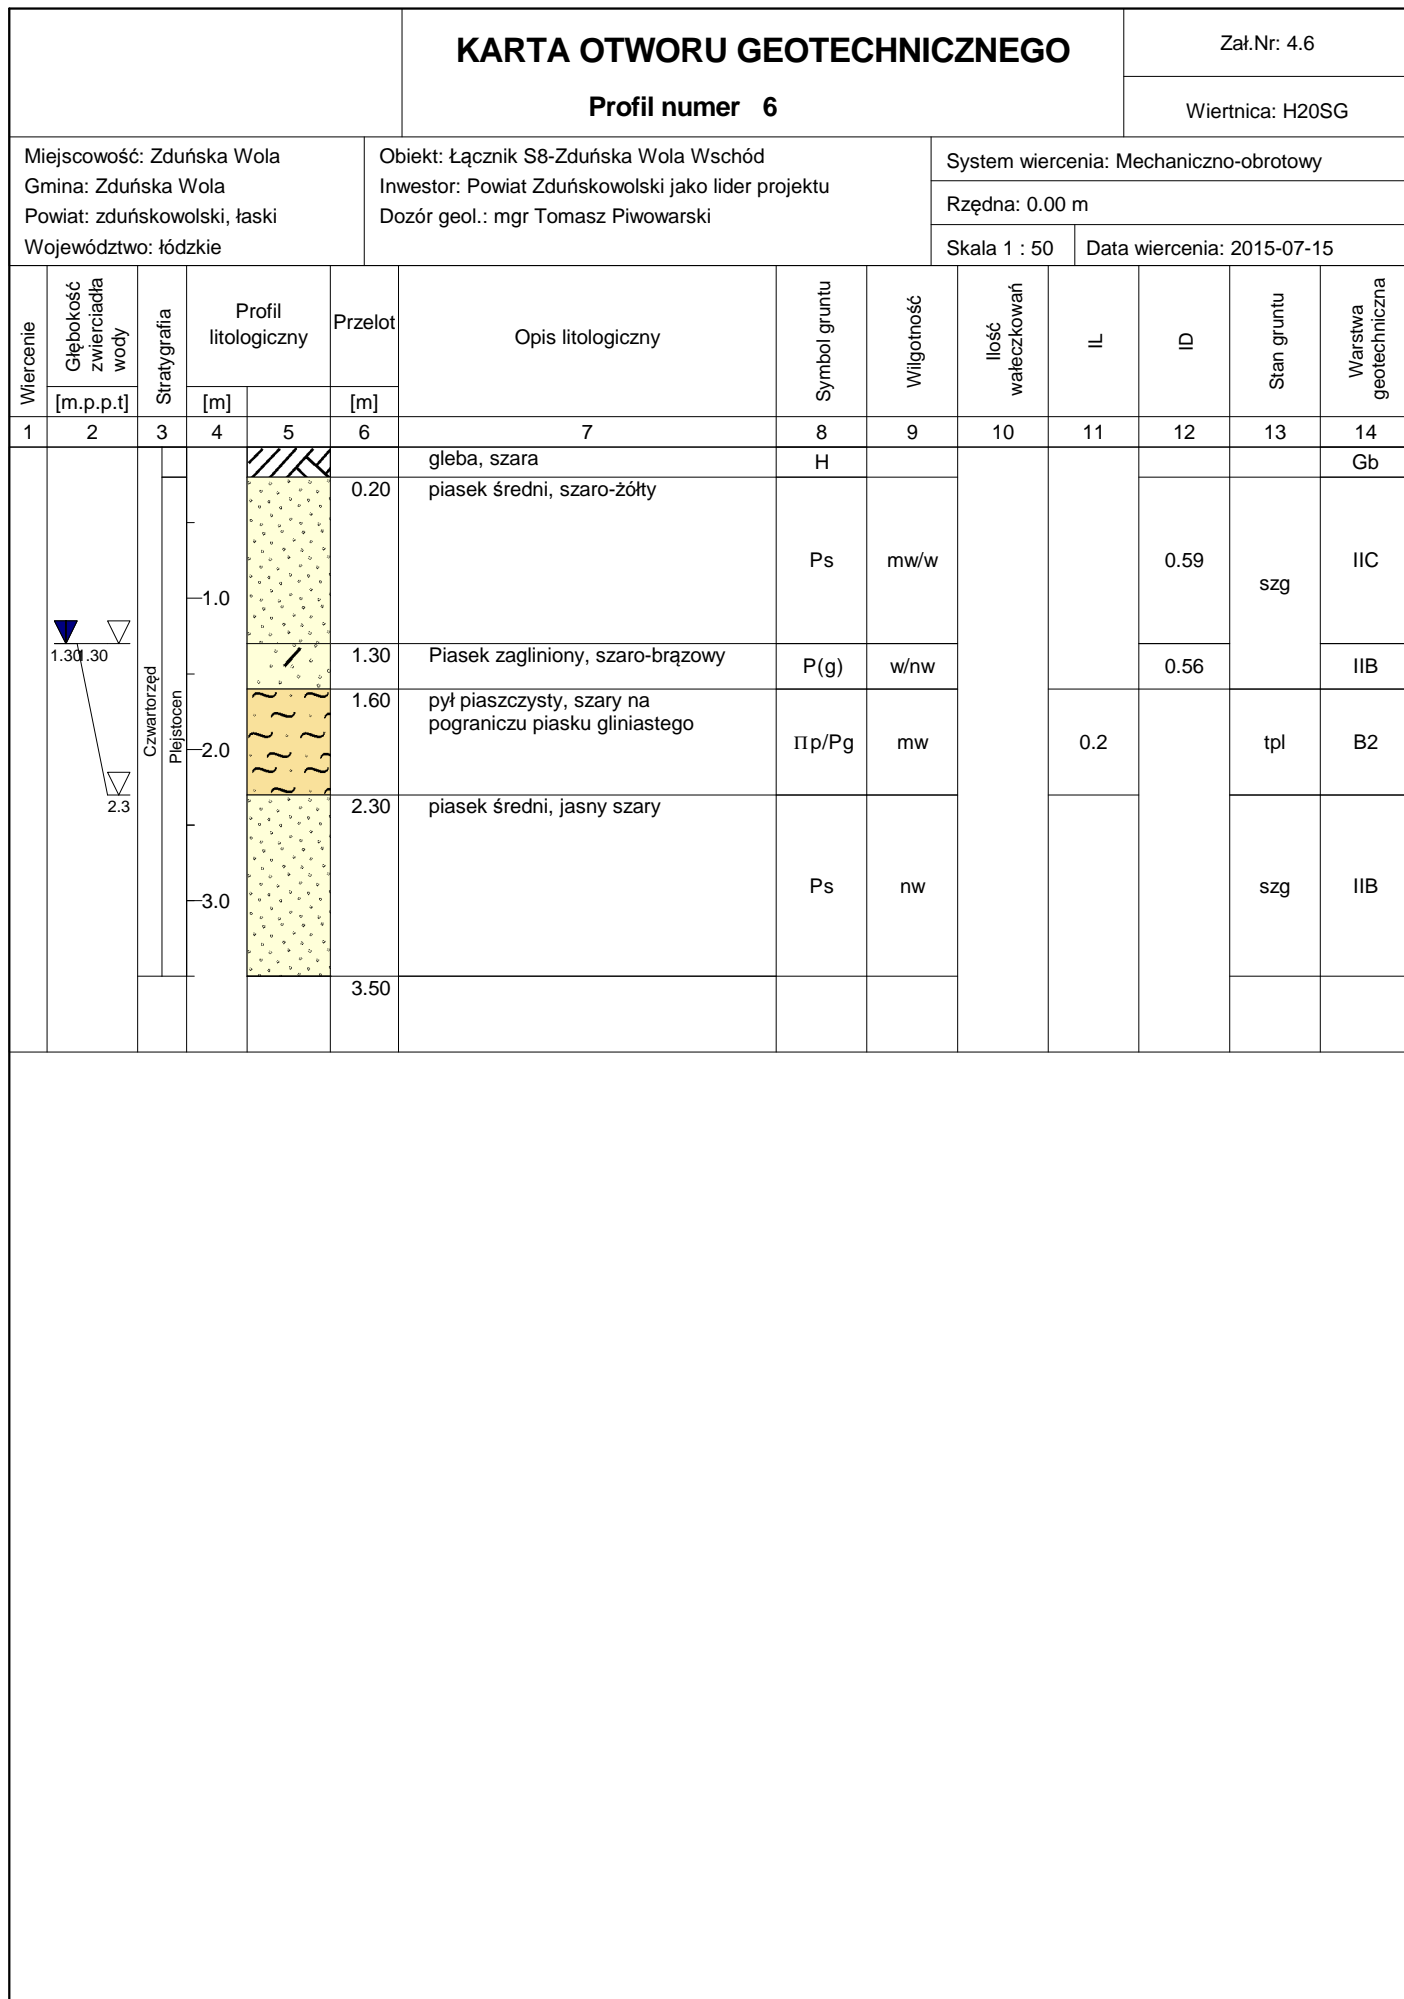 KARTA OTWORU GEOTECHNICZNEGO
Profil numer 6
Zał.Nr: 4.6
Wiertnica: H20SG
Miejscowość: Zduńska Wola
Gmina: Zduńska Wola
Powiat: zduńskowolski, łaski
Województwo: łódzkie
Obiekt: Łącznik S8-Zduńska Wola Wschód
Inwestor: Powiat Zduńskowolski jako lider projektu
Dozór geol.: mgr Tomasz Piwowarski
System wiercenia: Mechaniczno-obrotowy
Rzędna: 0.00 m
Skala 1 : 50
Data wiercenia: 2015-07-15
Wiercenie
Głębokość
zwierciadła
wody
[m.p.p.t]
Stratygrafia
Profil
litologiczny
[m]
Przelot
[m]
Opis litologiczny
Symbol gruntu
Wilgotność
Ilość
wałeczkowań
IL
ID
Stan gruntu
Warstwa
geotechniczna
1 2 3 4 5 6 7 8 9 10 11 12 13 14
gleba, szara H Gb
0.20 piasek średni, szaro-żółty
Ps mw/w 0.59 IIC
szg
1.0
1.30 1.30
1.30 Piasek zagliniony, szaro-brązowy
P(g) w/nw 0.56 IIB
Czwartorzęd
Plejstocen
1.60 pył piaszczysty, szary na
pograniczu piasku gliniastego
Πp/Pg mw 0.2 tpl B2
2.0
2.3
2.30 piasek średni, jasny szary
Ps nw szg IIB
3.0
3.50